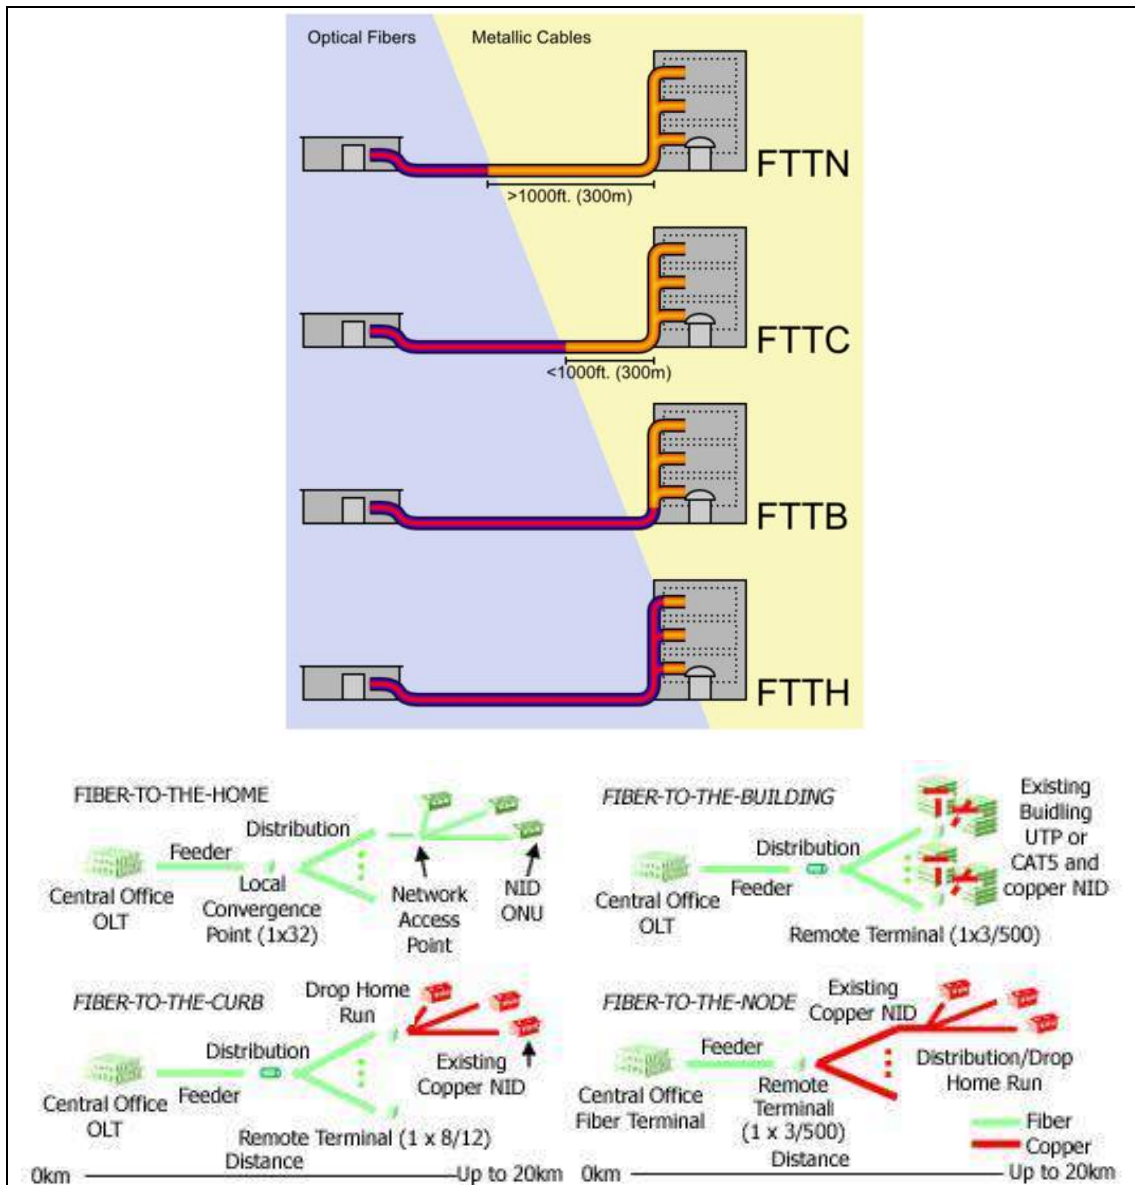 Optical Fibers
Metallic Cables
FTTN
>1000ft. (300m)
FTTC
<1000ft. (300m)
FTTB
FTTH
FIBER-TO-THE-HOME
Distribution
Feeder
Central Office
OLT
Local
Convergence
Point (1x32)
Network
Access
Point
NID
ONU
FIBER-TO-THE-BUILDING
Distribution
Feeder
Central Office
OLT
Existing
Buidling
UTP or
CAT5 and
copper NID
Remote Terminal (1x3/500)
FIBER-TO-THE-CURB
Drop Home
Run
Distribution
Feeder
Central Office
OLT
Existing
Copper NID
Remote Terminal (1 x 8/12)
Distance
0km
Up to 20km
FIBER-TO-THE-NODE
Existing
Copper NID
Feeder
Central Office
Fiber Terminal
Remote
Terminal
(1 x 3/500)
Distribution/Drop
Home Run
Fiber
Copper
Distance
0km
Up to 20km